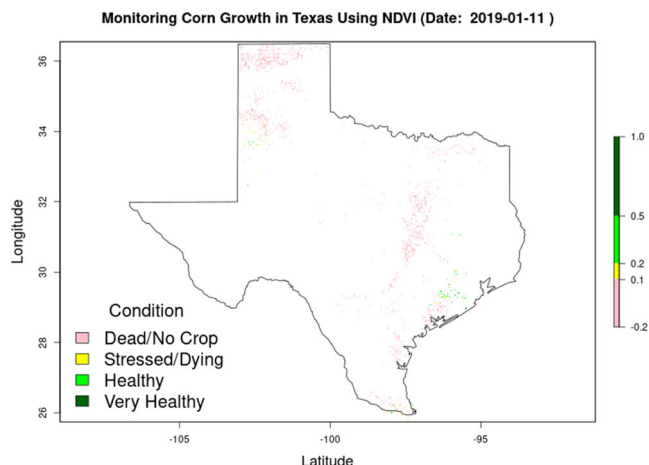 Monitoring Corn Growth in Texas Using NDVI (Date:  2019-01-11 )
36
34
32
30
28
26
Longitude
-105
-100
-95
Latitude
Condition
Dead/No Crop
Stressed/Dying
Healthy
Very Healthy
1.0
0.5
0.2
0.1
-0.2